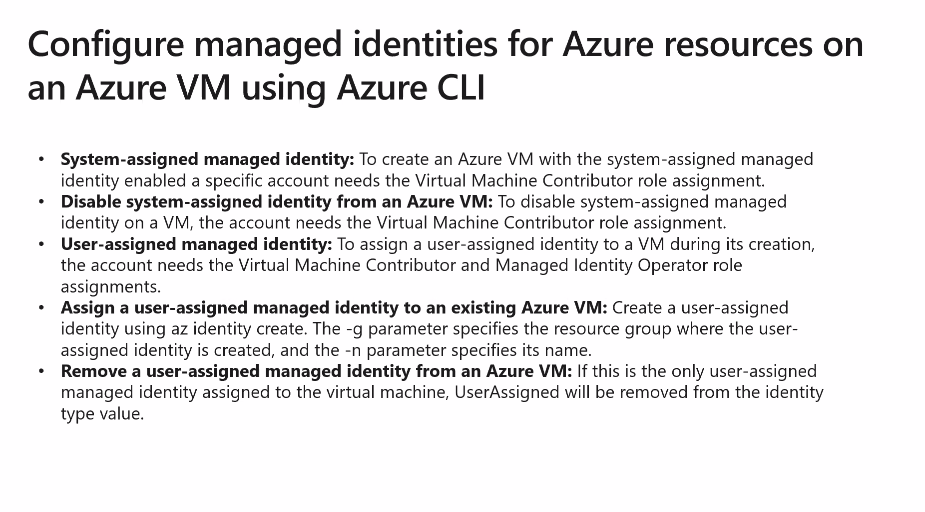 Configure managed identities for Azure resources on
an Azure VM using Azure CLI
• System-assigned managed identity: To create an Azure VM with the system-assigned managed
identity enabled a specific account needs the Virtual Machine Contributor role assignment.
• Disable system-assigned identity from an Azure VM: To disable system-assigned managed
identity on a VM, the account needs the Virtual Machine Contributor role assignment.
• User-assigned managed identity: To assign a user-assigned identity to a VM during its creation,
the account needs the Virtual Machine Contributor and Managed Identity Operator role
assignments.
• Assign a user-assigned managed identity to an existing Azure VM: Create a user-assigned
identity using az identity create. The -g parameter specifies the resource group where the user-
assigned identity is created, and the -n parameter specifies its name.
• Remove a user-assigned managed identity from an Azure VM: If this is the only user-assigned
managed identity assigned to the virtual machine, UserAssigned will be removed from the identity
type value.